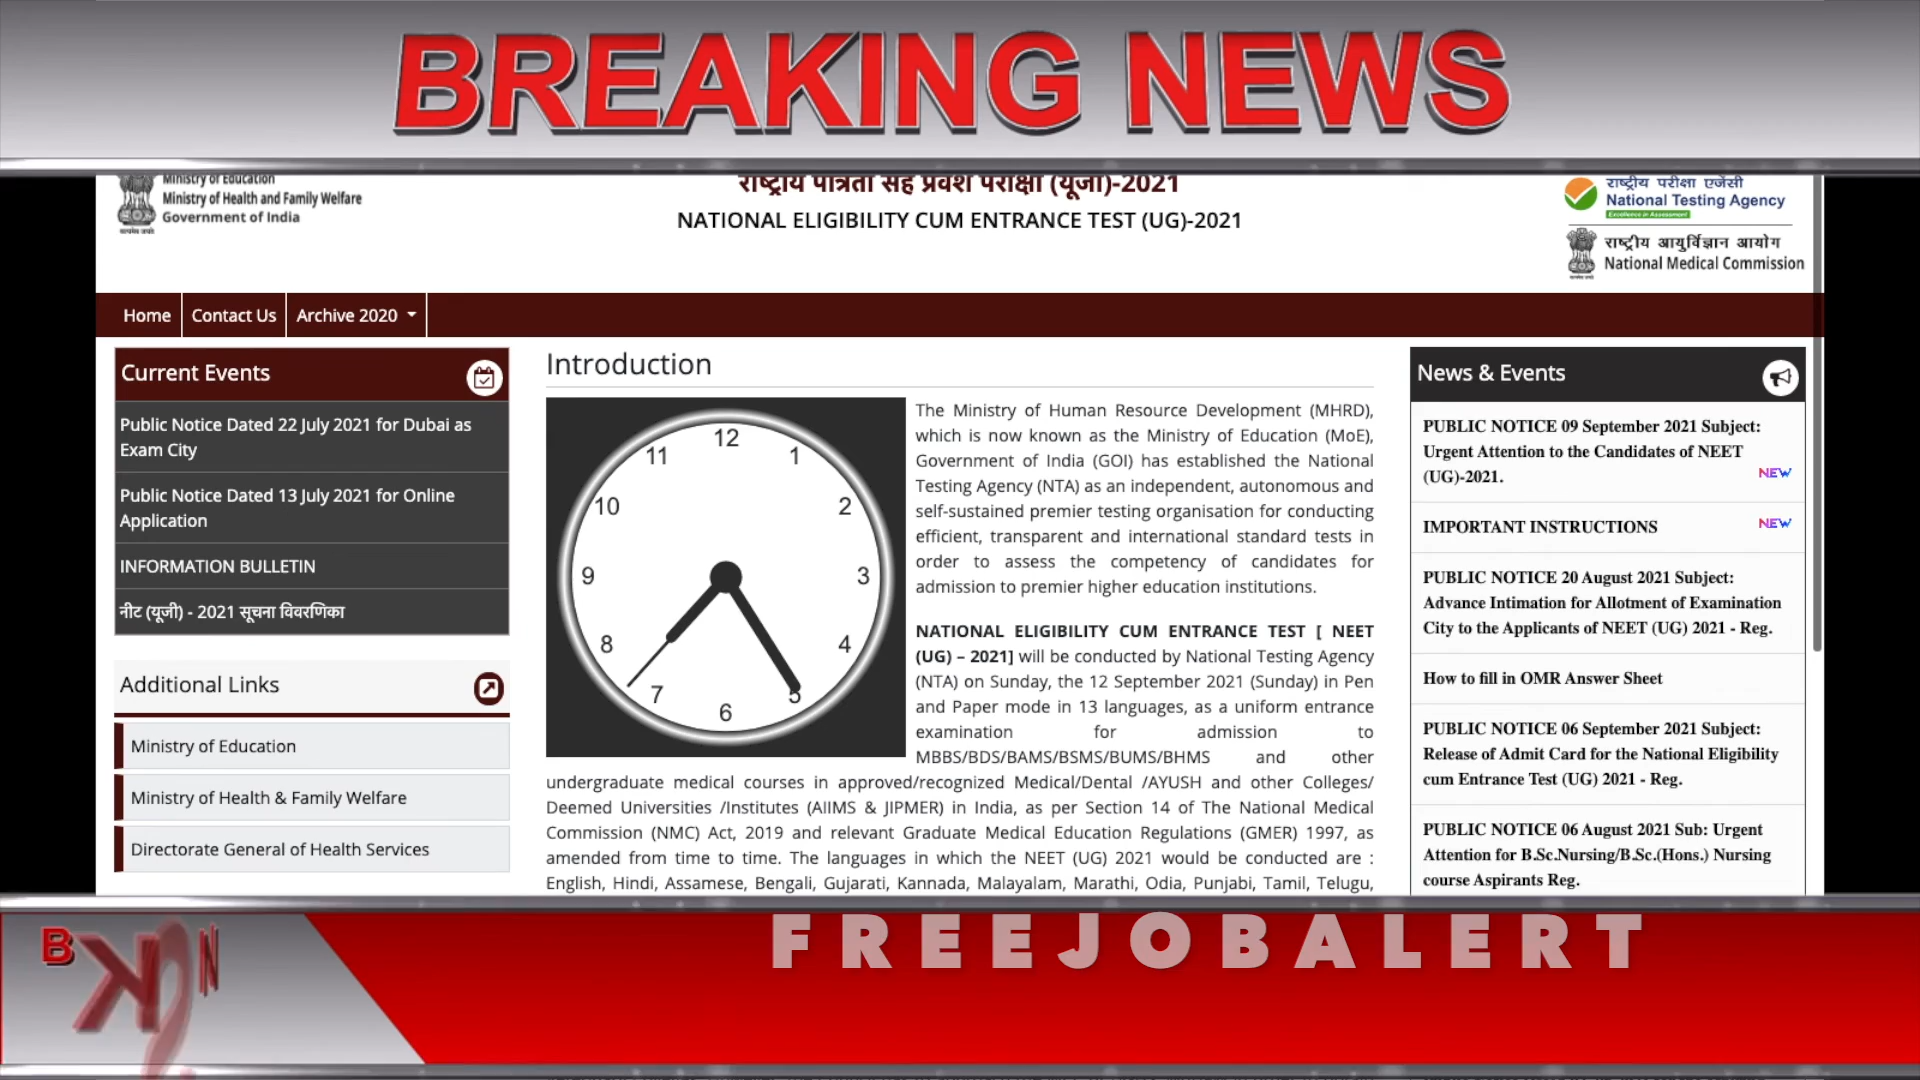 BREAKING NEWS
Ministry of Education
Ministry of Health and Family Welfare
Government of India
राष्ट्रीय पात्रता सह प्रवेश परीक्षा (यूजी)-2021
NATIONAL ELIGIBILITY CUM ENTRANCE TEST (UG)-2021
राष्ट्रीय परीक्षा एजेंसी
National Testing Agency
Excellence in Assessment
राष्ट्रीय आयुर्विज्ञान आयोग
National Medical Commission
Home
Contact Us
Archive 2020
Current Events
Public Notice Dated 22 July 2021 for Dubai as
Exam City
Public Notice Dated 13 July 2021 for Online
Application
INFORMATION BULLETIN
नीट (यूजी) - 2021 सूचना विवरणिका
Additional Links
Ministry of Education
Ministry of Health & Family Welfare
Directorate General of Health Services
Introduction
12
1
2
3
4
5
6
7
8
9
10
11
The Ministry of Human Resource Development (MHRD),
which is now known as the Ministry of Education (MoE),
Government of India (GOI) has established the National
Testing Agency (NTA) as an independent, autonomous and
self-sustained premier testing organisation for conducting
efficient, transparent and international standard tests in
order to assess the competency of candidates for
admission to premier higher education institutions.
NATIONAL ELIGIBILITY CUM ENTRANCE TEST [ NEET
(UG) – 2021] will be conducted by National Testing Agency
(NTA) on Sunday, the 12 September 2021 (Sunday) in Pen
and Paper mode in 13 languages, as a uniform entrance
examination for admission to
MBBS/BDS/BAMS/BSMS/BUMS/BHMS and other
undergraduate medical courses in approved/recognized Medical/Dental /AYUSH and other Colleges/
Deemed Universities /Institutes (AIIMS & JIPMER) in India, as per Section 14 of The National Medical
Commission (NMC) Act, 2019 and relevant Graduate Medical Education Regulations (GMER) 1997, as
amended from time to time. The languages in which the NEET (UG) 2021 would be conducted are :
English, Hindi, Assamese, Bengali, Gujarati, Kannada, Malayalam, Marathi, Odia, Punjabi, Tamil, Telugu,
News & Events
PUBLIC NOTICE 09 September 2021 Subject:
Urgent Attention to the Candidates of NEET
(UG)-2021. NEW
IMPORTANT INSTRUCTIONS NEW
PUBLIC NOTICE 20 August 2021 Subject:
Advance Intimation for Allotment of Examination
City to the Applicants of NEET (UG) 2021 - Reg.
How to fill in OMR Answer Sheet
PUBLIC NOTICE 06 September 2021 Subject:
Release of Admit Card for the National Eligibility
cum Entrance Test (UG) 2021 - Reg.
PUBLIC NOTICE 06 August 2021 Sub: Urgent
Attention for B.Sc.Nursing/B.Sc.(Hons.) Nursing
course Aspirants Reg.
FREEJOBALERT
B
N